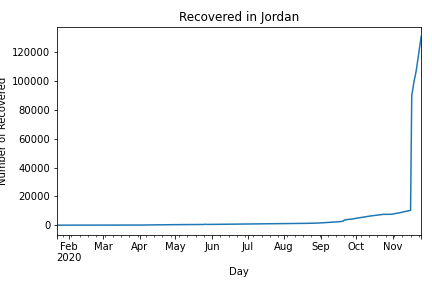 Recovered in Jordan
Number of Recovered
120000
100000
80000
60000
40000
20000
0
Feb Mar Apr May Jun Jul Aug Sep Oct Nov
2020
Day